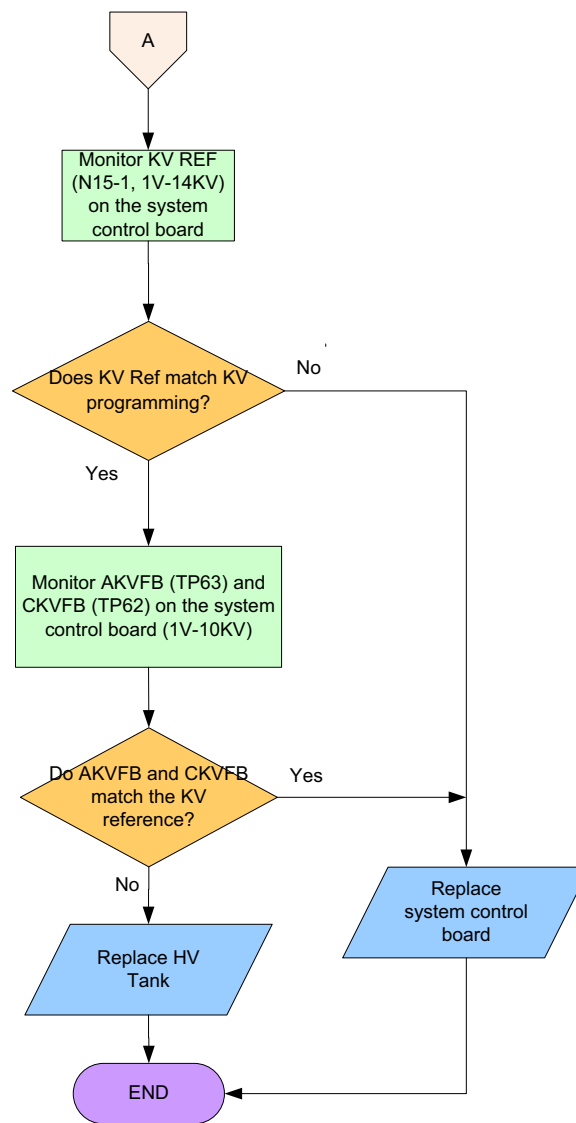 A
Monitor KV REF
(N15-1, 1V-14KV)
on the system
control board
Does KV Ref match KV
programming?
No
Yes
Monitor AKVFB (TP63) and
CKVFB (TP62) on the system
control board (1V-10KV)
Do AKVFB and CKVFB
match the KV
reference?
Yes
No
Replace
system control
board
Replace HV
Tank
END